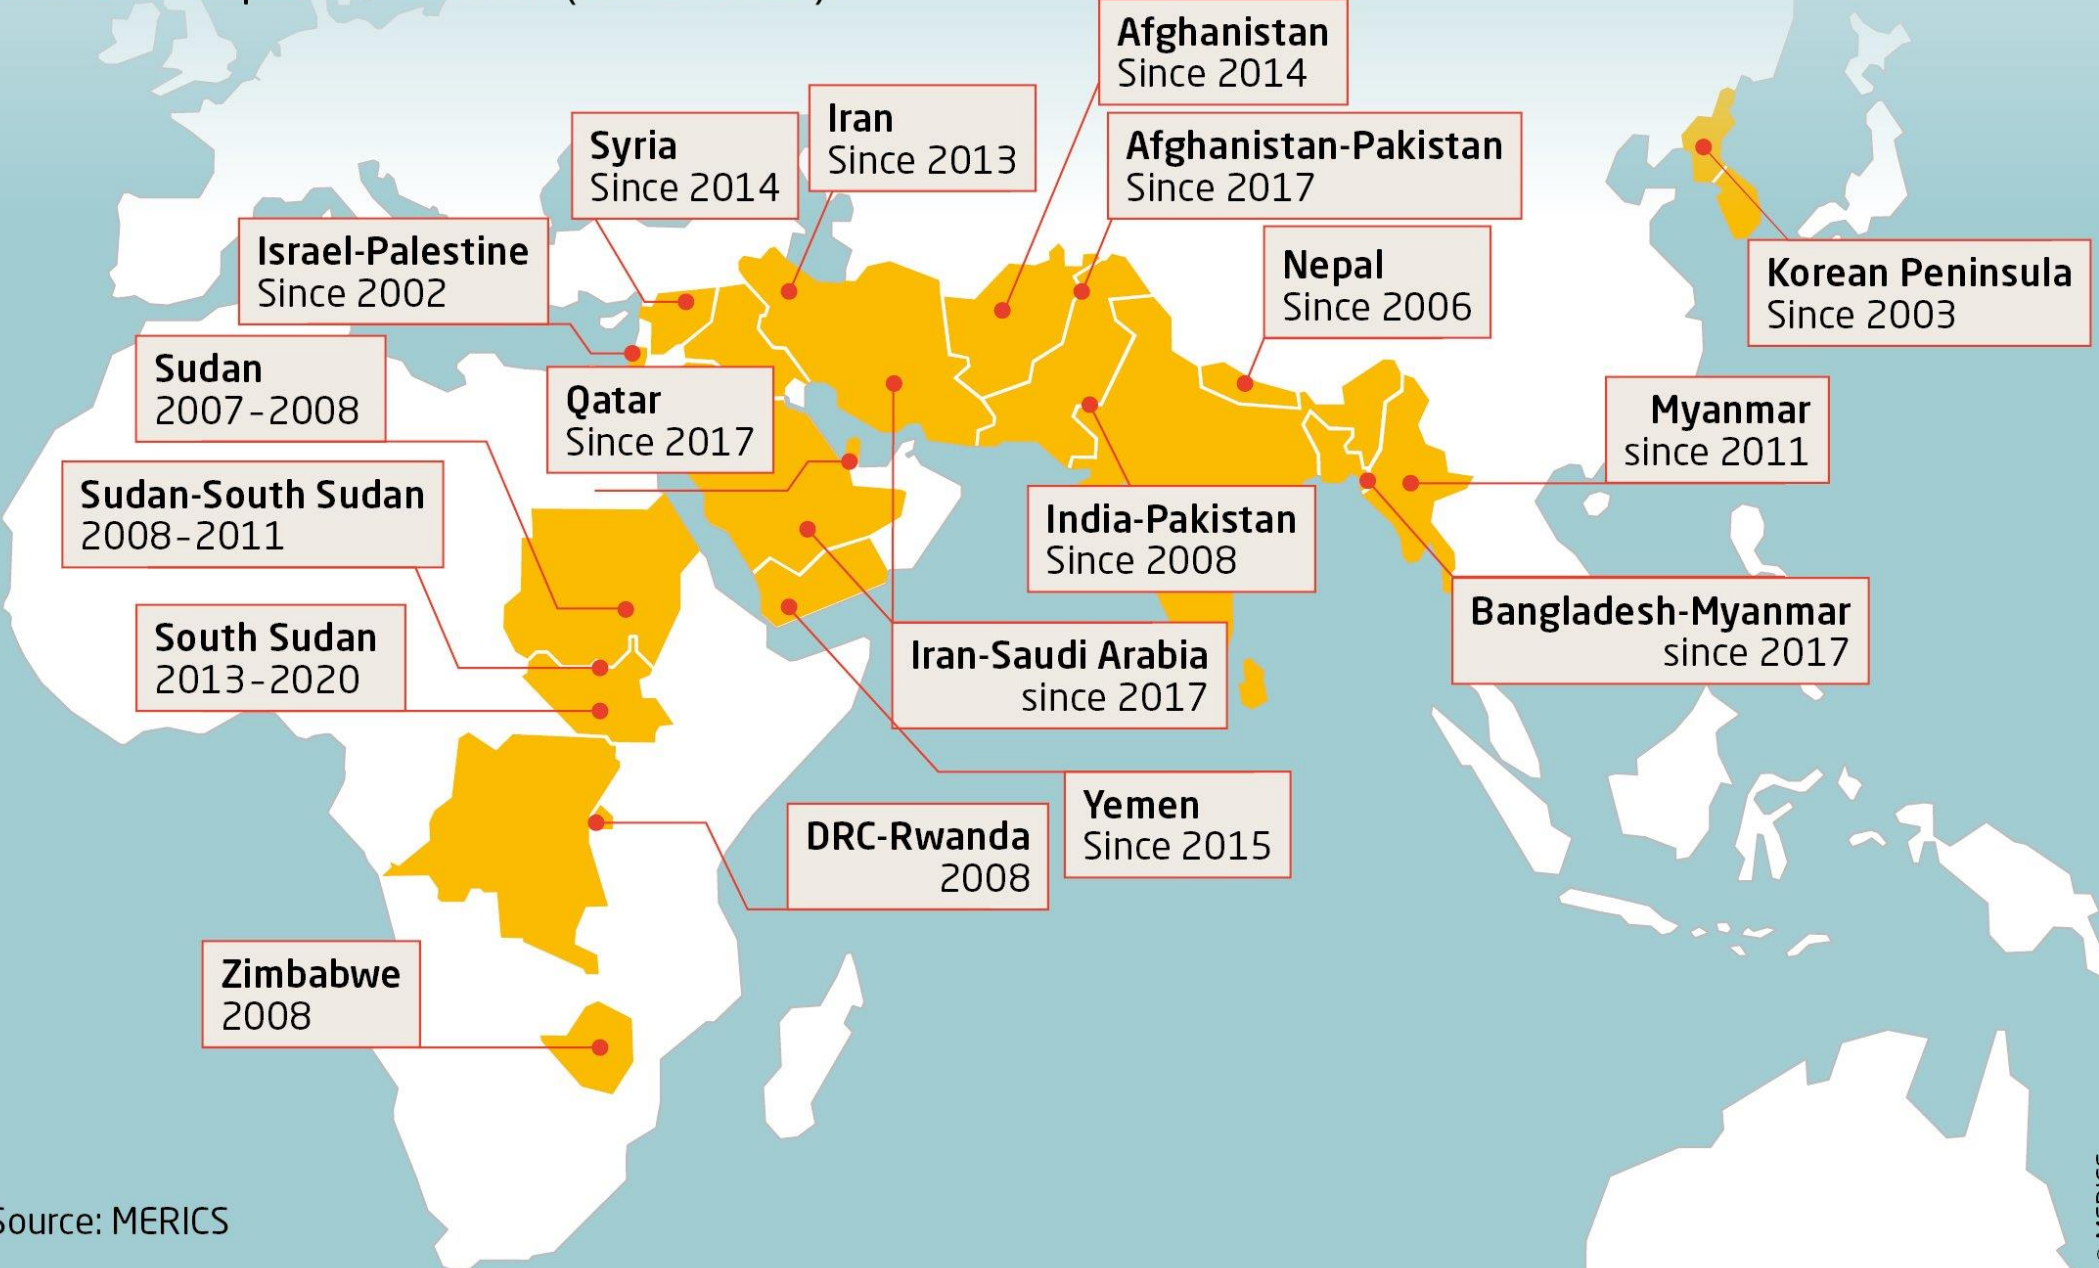 Afghanistan
Since 2014
Iran
Since 2013
Syria
Since 2014
Afghanistan-Pakistan
Since 2017
Israel-Palestine
Since 2002
Nepal
Since 2006
Korean Peninsula
Since 2003
Sudan
2007-2008
Qatar
Since 2017
Myanmar
since 2011
Sudan-South Sudan
2008-2011
India-Pakistan
Since 2008
Bangladesh-Myanmar
since 2017
South Sudan
2013-2020
Iran-Saudi Arabia
since 2017
Yemen
Since 2015
DRC-Rwanda
2008
Zimbabwe
2008
Source: MERICS